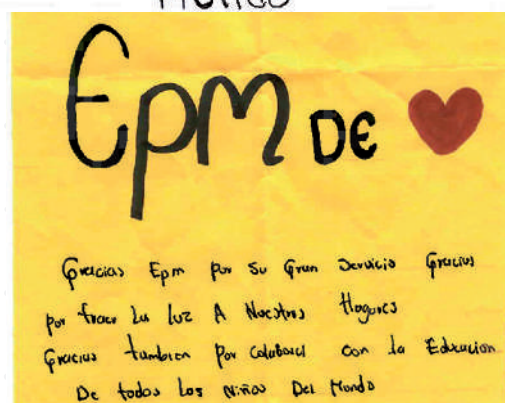 Epm DE
Gracias Epm por su Gran Servicio Gracias
por traer La luz A Nuestros Hogares
Gracias tambien por colaborar con la Educacion
De todos Los Niños Del Mundo